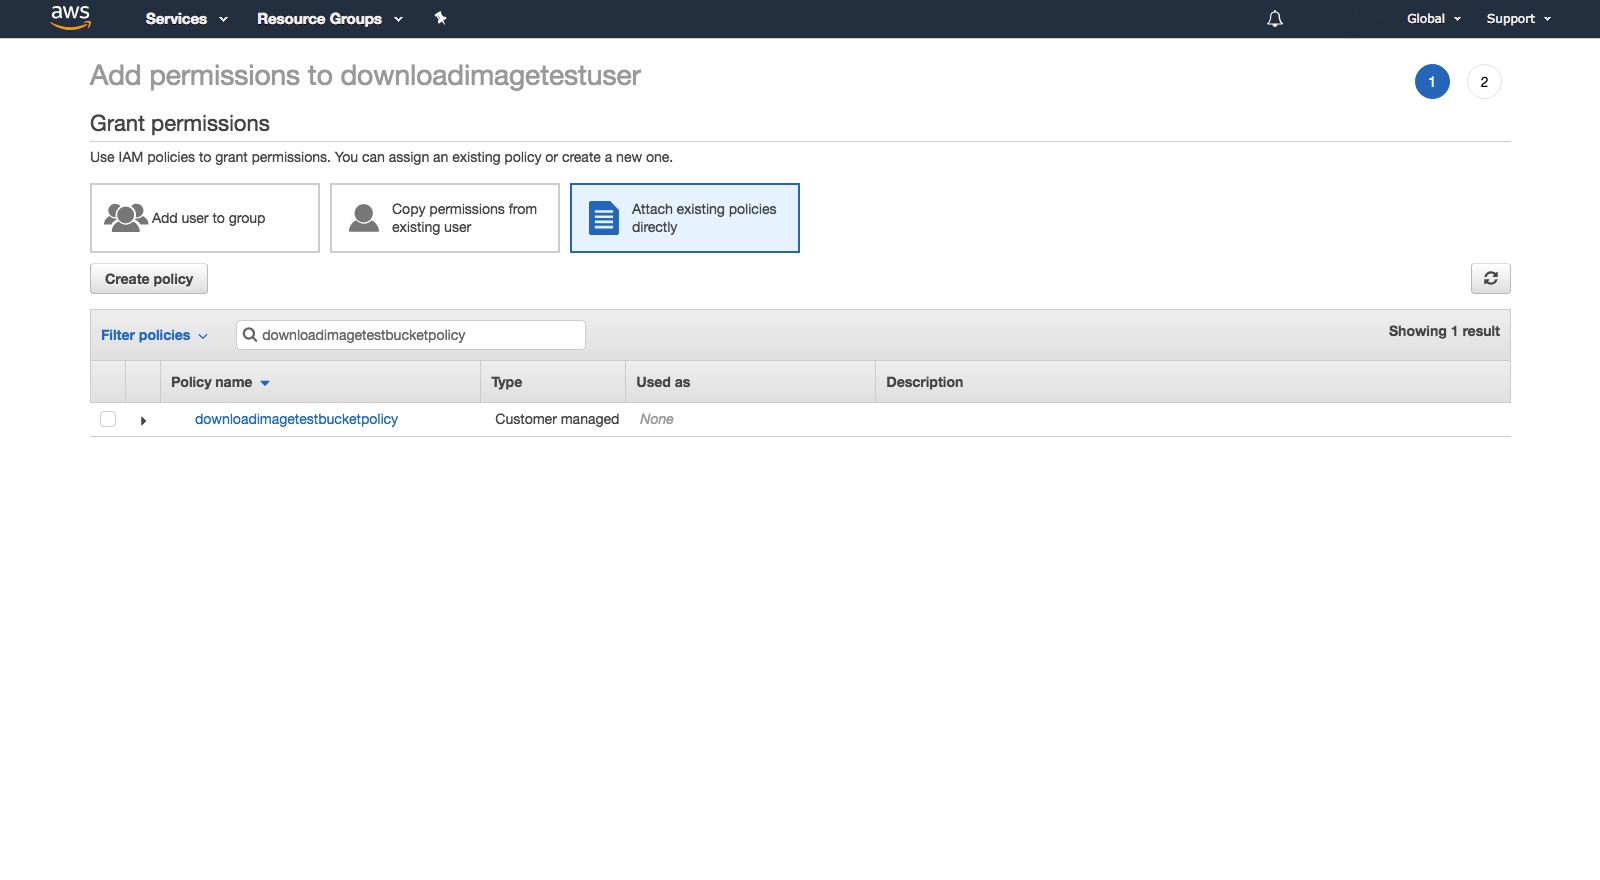 aws Services Resource Groups Global Support
Add permissions to downloadimagetestuser
1 2
Grant permissions
Use IAM policies to grant permissions. You can assign an existing policy or create a new one.
Add user to group
Copy permissions from
existing user
Attach existing policies
directly
Create policy
Filter policies downloadimagetestbucketpolicy Showing 1 result
Policy name Type Used as Description
downloadimagetestbucketpolicy Customer managed None